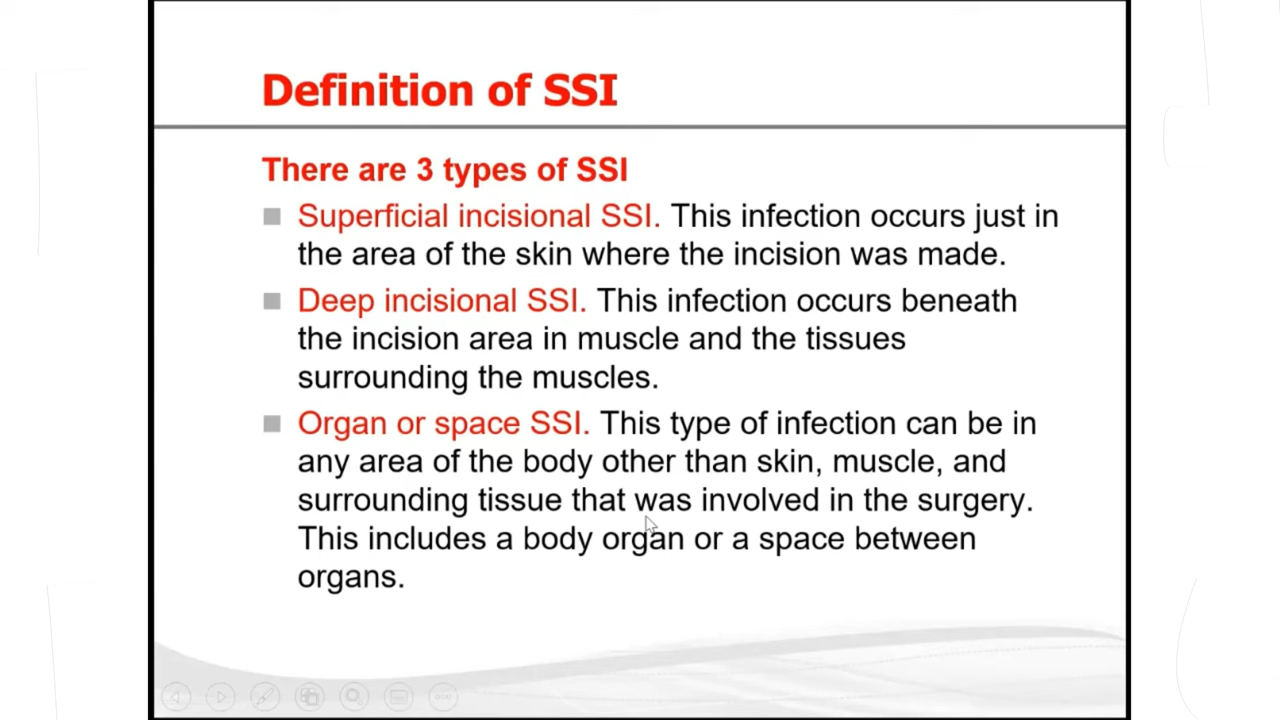 Definition of SSI
There are 3 types of SSI
Superficial incisional SSI. This infection occurs just in
the area of the skin where the incision was made.
Deep incisional SSI. This infection occurs beneath
the incision area in muscle and the tissues
surrounding the muscles.
Organ or space SSI. This type of infection can be in
any area of the body other than skin, muscle, and
surrounding tissue that was involved in the surgery.
This includes a body organ or a space between
organs.